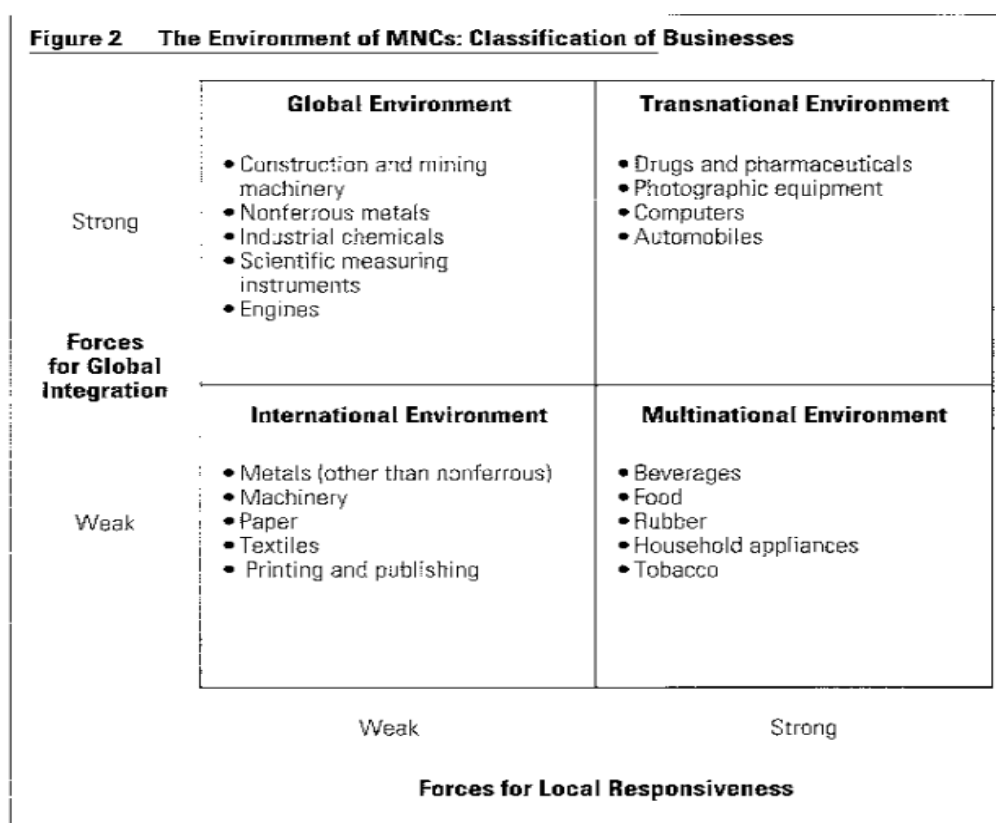 Figure 2 The Environment of MNCs: Classification of Businesses
Global Environment
• Construction and mining
machinery
• Nonferrous metals
• Industrial chemicals
• Scientific measuring
instruments
• Engines
Transnational Environment
• Drugs and pharmaceuticals
• Photographic equipment
• Computers
• Automobiles
Strong
Forces
for Global
Integration
International Environment
• Metals (other than nonferrous)
• Machinery
• Paper
• Textiles
• Printing and publishing
Multinational Environment
• Beverages
• Food
• Rubber
• Household appliances
• Tobacco
Weak
Weak
Strong
Forces for Local Responsiveness